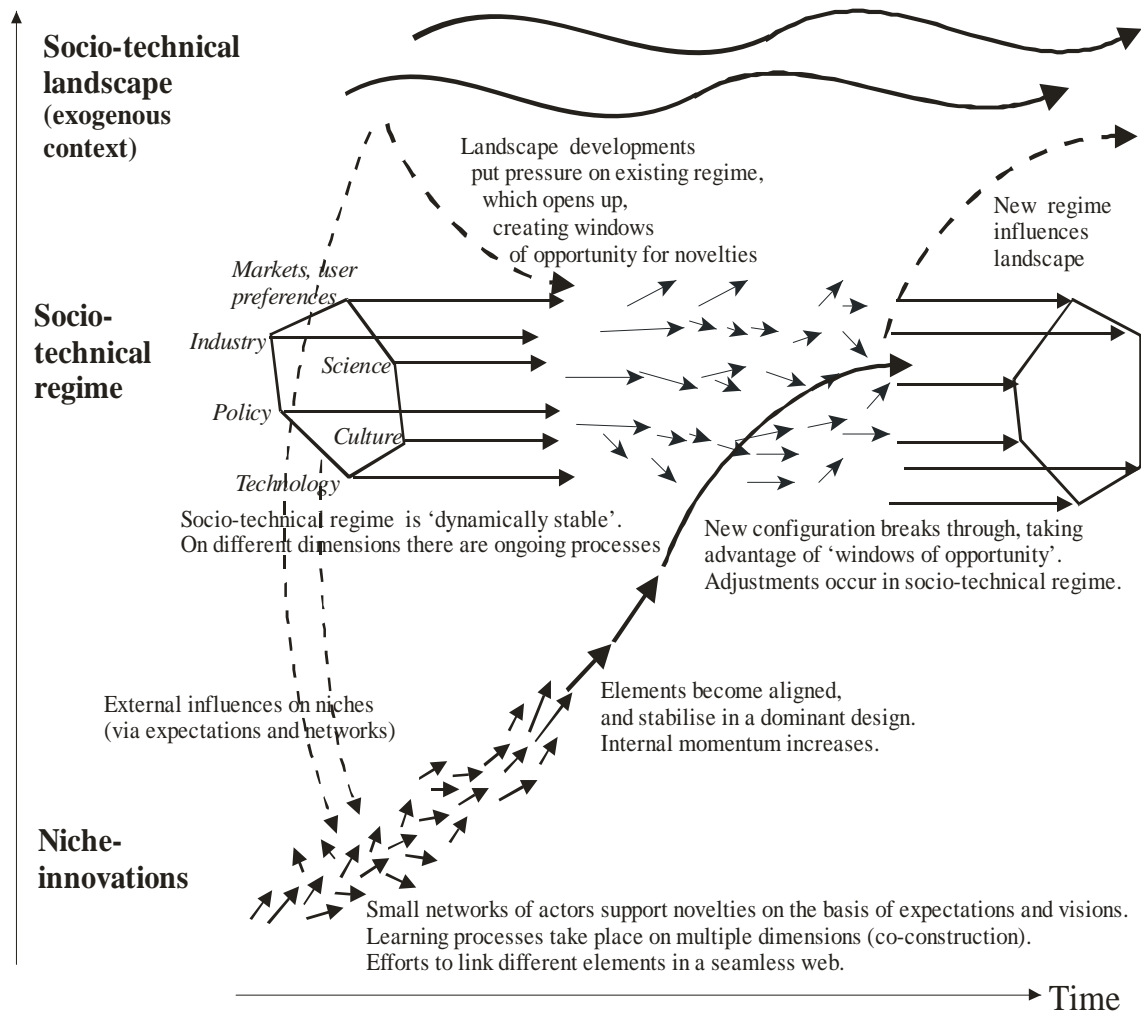 Socio-technical
landscape
(exogenous
context)
Landscape developments
put pressure on existing regime,
which opens up,
creating windows
of opportunity for novelties
New regime
influences
landscape
Markets, user
preferences
Socio-
technical
regime
Industry
Science
Policy
Culture
Technology
Socio-technical regime is ‘dynamically stable’.
On different dimensions there are ongoing processes
New configuration breaks through, taking
advantage of ‘windows of opportunity’.
Adjustments occur in socio-technical regime.
External influences on niches
(via expectations and networks)
Elements become aligned,
and stabilise in a dominant design.
Internal momentum increases.
Niche-
innovations
Small networks of actors support novelties on the basis of expectations and visions.
Learning processes take place on multiple dimensions (co-construction).
Efforts to link different elements in a seamless web.
Time